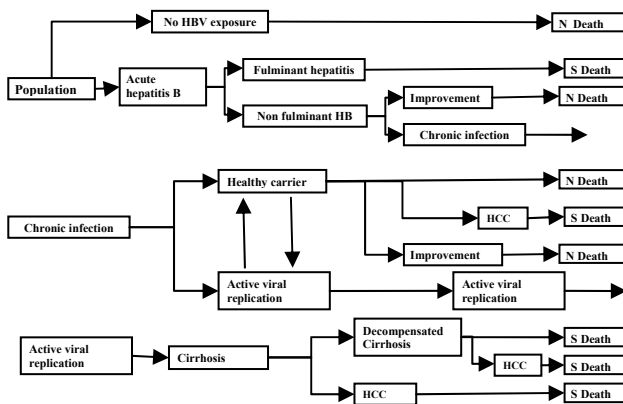 No HBV exposure
N Death
Population
Acute
hepatitis B
Fulminant hepatitis
S Death
Non fulminant HB
Improvement
N Death
Chronic infection
Chronic infection
Healthy carrier
N Death
HCC
S Death
Improvement
N Death
Active viral
replication
Active viral
replication
Active viral
replication
Cirrhosis
Decompensated
Cirrhosis
S Death
HCC
S Death
HCC
S Death